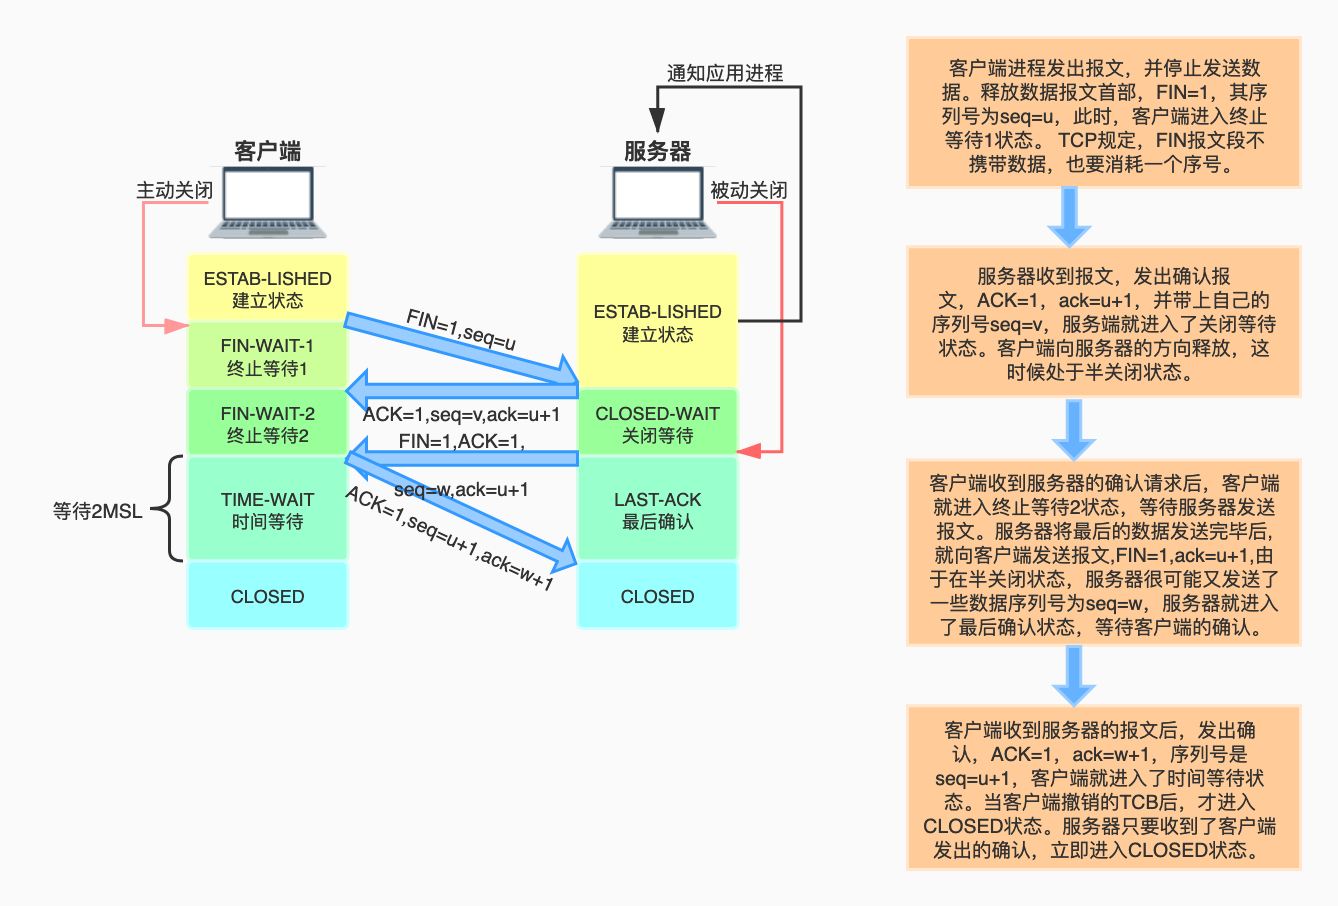 通知应用进程
客户端
服务器
主动关闭
被动关闭
ESTAB-LISHED
建立状态
ESTAB-LISHED
建立状态
FIN=1,seq=u
FIN-WAIT-1
终止等待1
ACK=1,seq=v,ack=u+1
FIN-WAIT-2
终止等待2
CLOSED-WAIT
关闭等待
FIN=1,ACK=1,
seq=w,ack=u+1
等待2MSL
TIME-WAIT
时间等待
LAST-ACK
最后确认
ACK=1,seq=u+1,ack=w+1
CLOSED
CLOSED
客户端进程发出报文，并停止发送数
据。释放数据报文首部，FIN=1，其序
列号为seq=u，此时，客户端进入终止
等待1状态。 TCP规定，FIN报文段不
携带数据，也要消耗一个序号。
服务器收到报文，发出确认报
文，ACK=1，ack=u+1，并带上自己的
序列号seq=v，服务端就进入了关闭等待
状态。客户端向服务器的方向释放，这
时候处于半关闭状态。
客户端收到服务器的确认请求后，客户端
就进入终止等待2状态，等待服务器发送
报文。服务器将最后的数据发送完毕后，
就向客户端发送报文,FIN=1,ack=u+1,由
于在半关闭状态，服务器很可能又发送了
一些数据序列号为seq=w，服务器就进入
了最后确认状态，等待客户端的确认。
客户端收到服务器的报文后，发出确
认，ACK=1，ack=w+1，序列号是
seq=u+1，客户端就进入了时间等待状
态。当客户端撤销的TCB后，才进入
CLOSED状态。服务器只要收到了客户端
发出的确认，立即进入CLOSED状态。